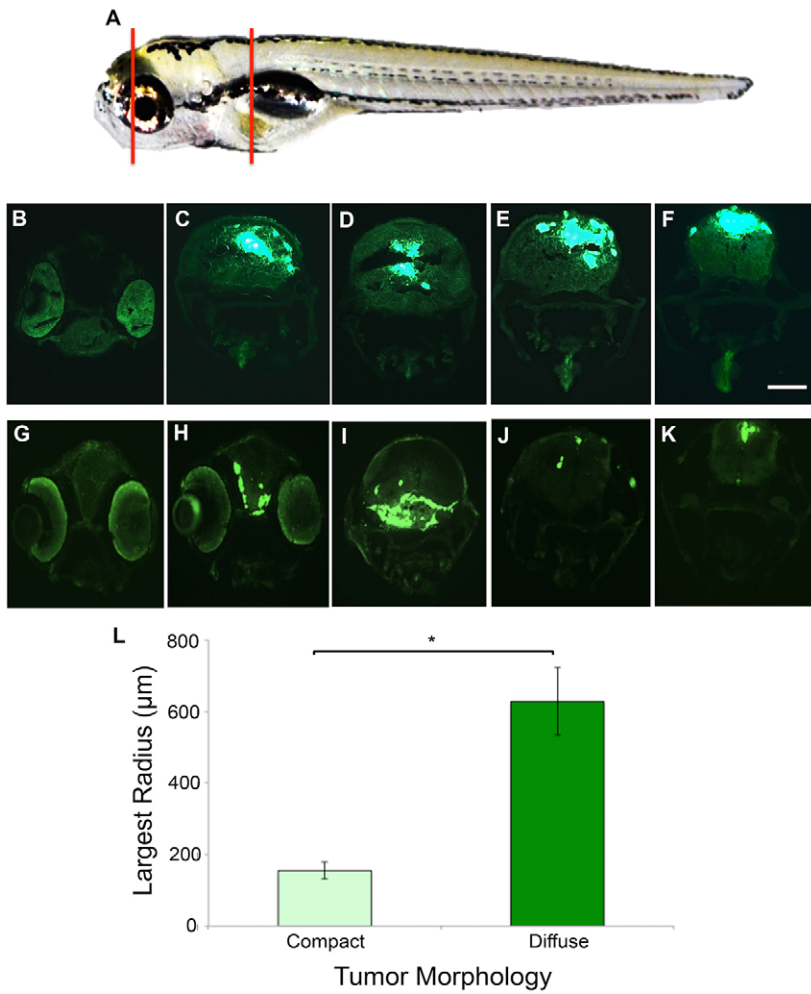 A
B
C
D
E
F
G
H
I
J
K
L
*
Largest Radius (µm)
800
600
400
200
0
Compact
Diffuse
Tumor Morphology